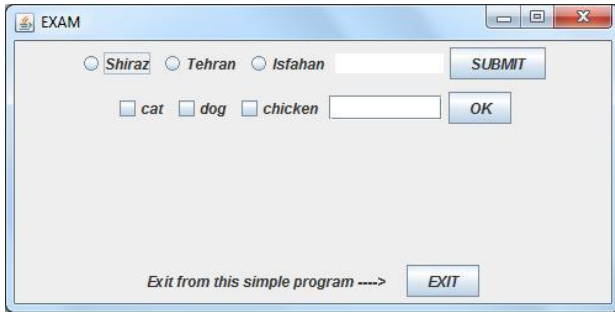 EXAM
Shiraz Tehran Isfahan SUBMIT
cat dog chicken OK
Exit from this simple program ----> EXIT